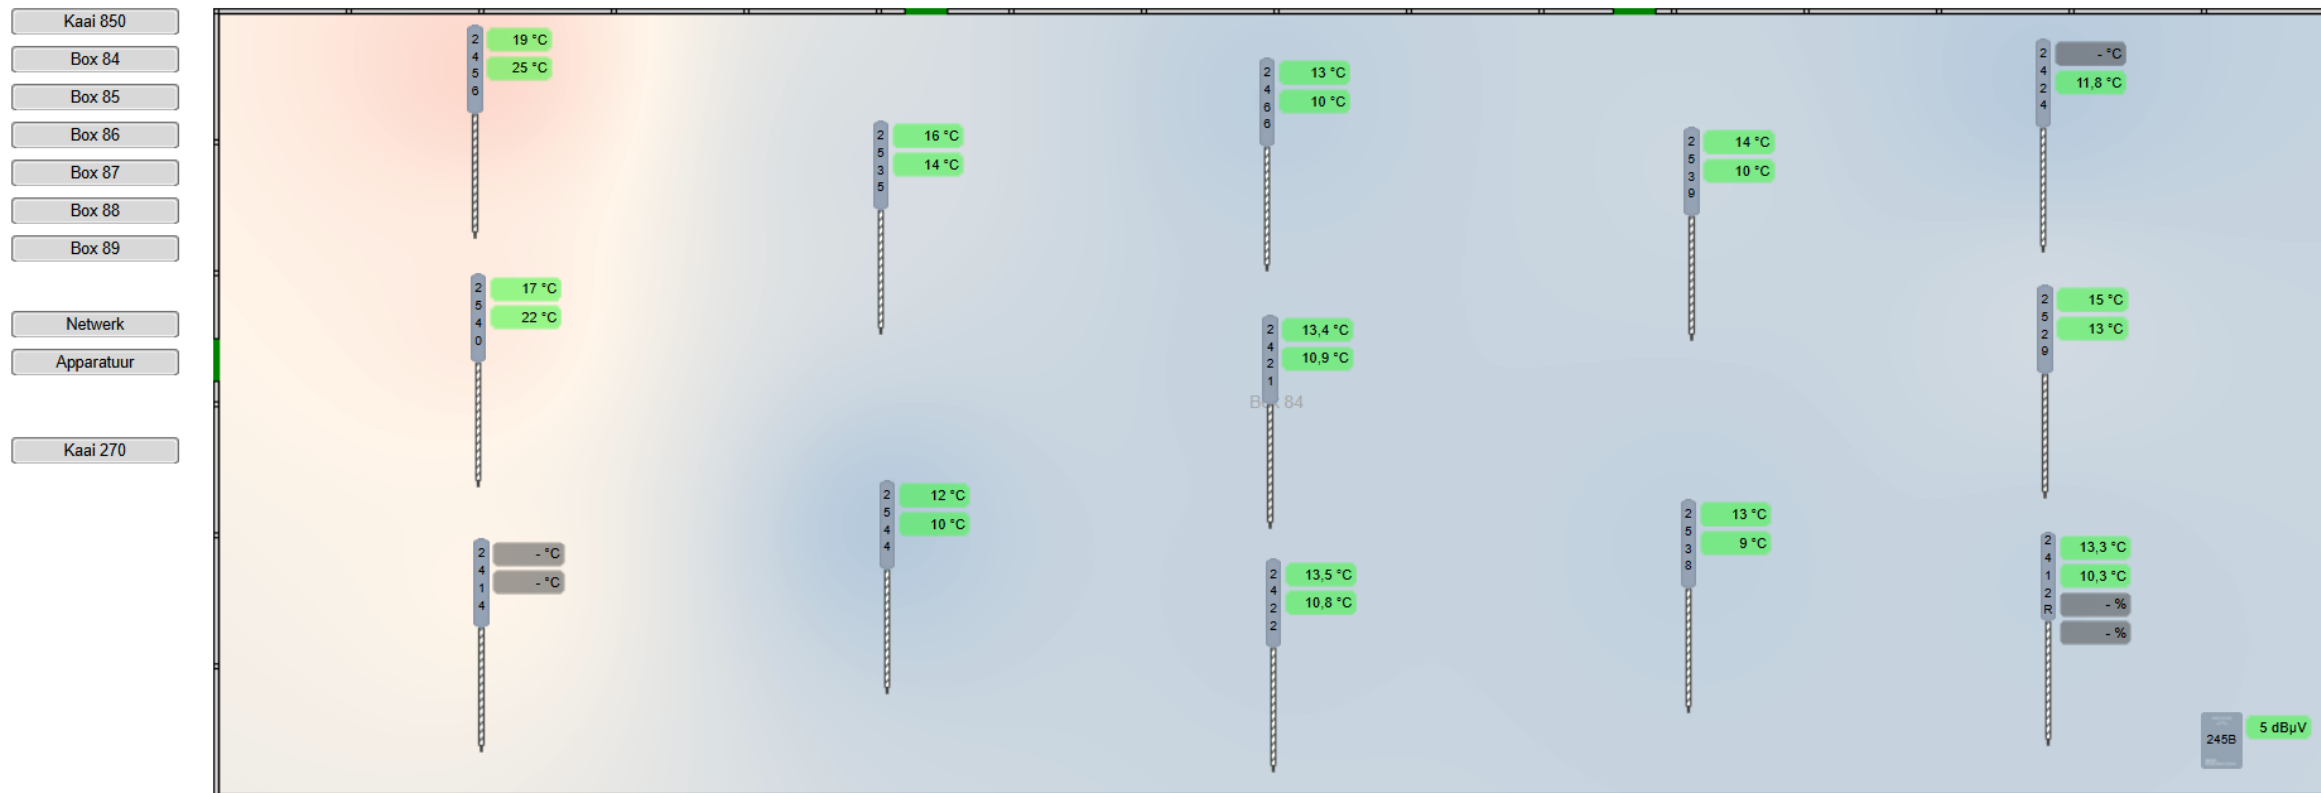 Kaai 850
Box 84
Box 85
Box 86
Box 87
Box 88
Box 89
Netwerk
Apparatuur
Kaai 270
2456
19 °C
25 °C
2535
16 °C
14 °C
2466
13 °C
10 °C
2539
14 °C
10 °C
2424
- °C
11,8 °C
2540
17 °C
22 °C
2421
13,4 °C
10,9 °C
Box 84
2529
15 °C
13 °C
2414
- °C
- °C
2544
12 °C
10 °C
2422
13,5 °C
10,8 °C
2538
13 °C
9 °C
2412R
13,3 °C
10,3 °C
- %
- %
245B
5 dBµV